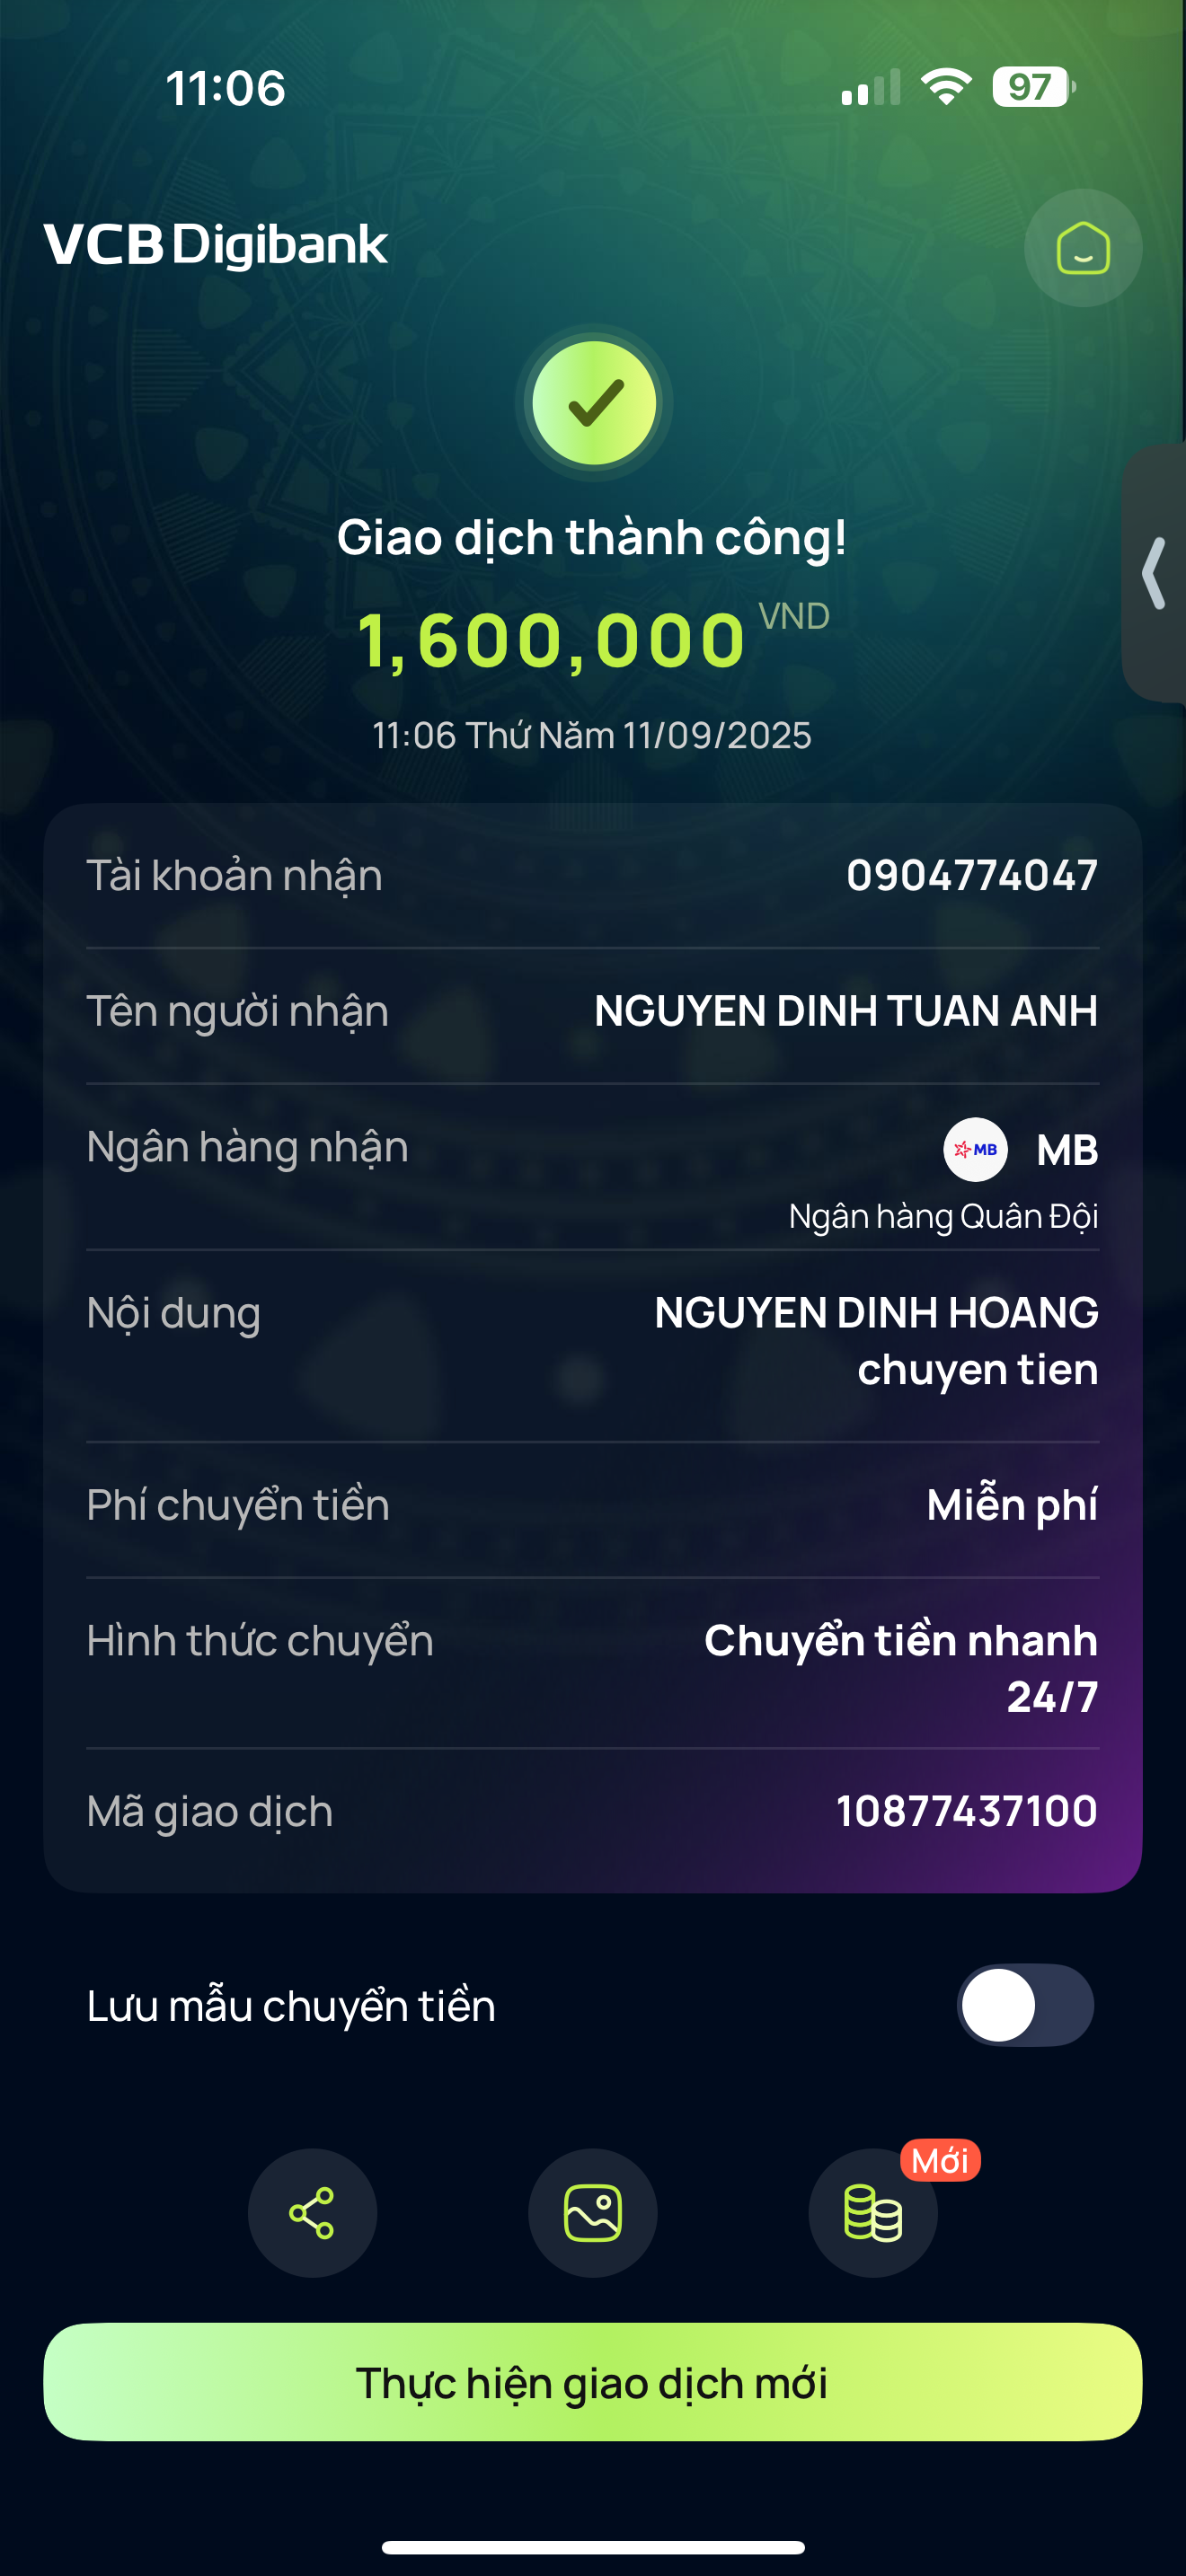 11:06
97
VCB Digibank
Giao dịch thành công!
1,600,000 VND
11:06 Thứ Năm 11/09/2025
Tài khoản nhận 0904774047
Tên người nhận NGUYEN DINH TUAN ANH
Ngân hàng nhận MB MB
Ngân hàng Quân Đội
Nội dung NGUYEN DINH HOANG
chuyen tien
Phí chuyển tiền Miễn phí
Hình thức chuyển Chuyển tiền nhanh
24/7
Mã giao dịch 10877437100
Lưu mẫu chuyển tiền
Mới
Thực hiện giao dịch mới